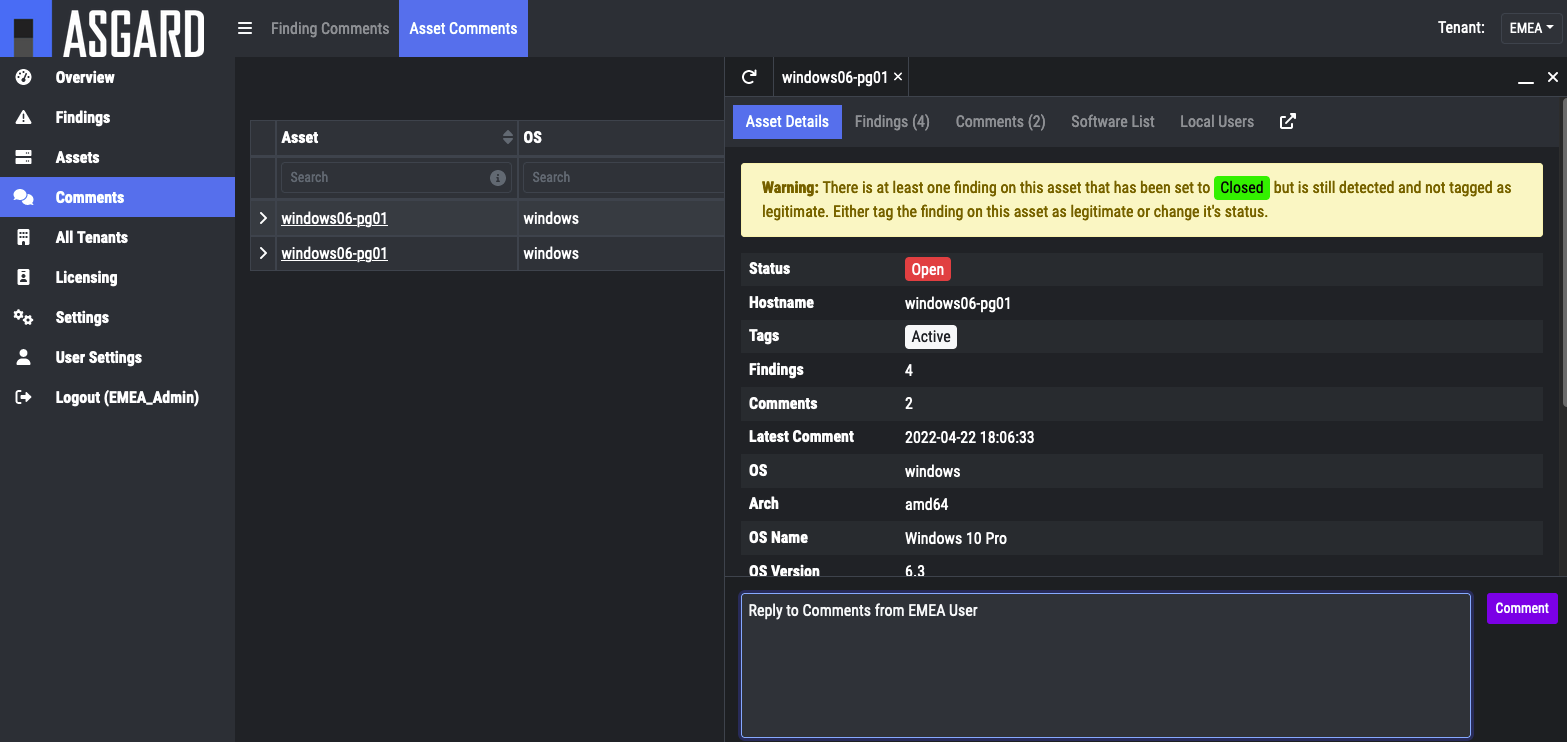 ASGARD
Finding Comments
Asset Comments
Tenant:
EMEA
Overview
Findings
Assets
Comments
All Tenants
Licensing
Settings
User Settings
Logout (EMEA_Admin)
Asset
OS
Search
Search
windows06-pg01
windows
windows06-pg01
windows
windows06-pg01
Asset Details
Findings (4)
Comments (2)
Software List
Local Users
Warning: There is at least one finding on this asset that has been set to Closed but is still detected and not tagged as
legitimate. Either tag the finding on this asset as legitimate or change it's status.
Status Open
Hostname windows06-pg01
Tags Active
Findings 4
Comments 2
Latest Comment 2022-04-22 18:06:33
OS windows
Arch amd64
OS Name Windows 10 Pro
OS Version 6.3
Reply to Comments from EMEA User
Comment